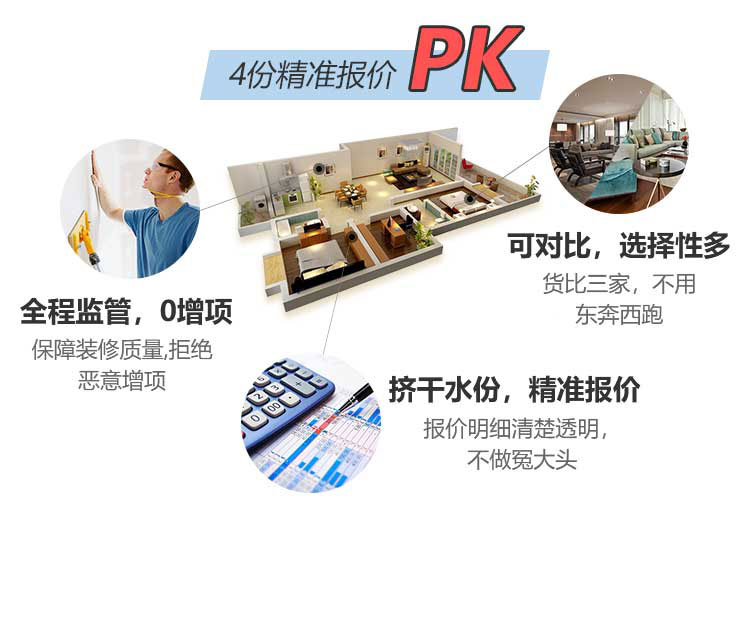 4份精准报价 PK
可对比，选择性多
货比三家，不用
东奔西跑
全程监管，0增项
保障装修质量,拒绝
恶意增项
挤干水份，精准报价
报价明细清楚透明，
不做冤大头